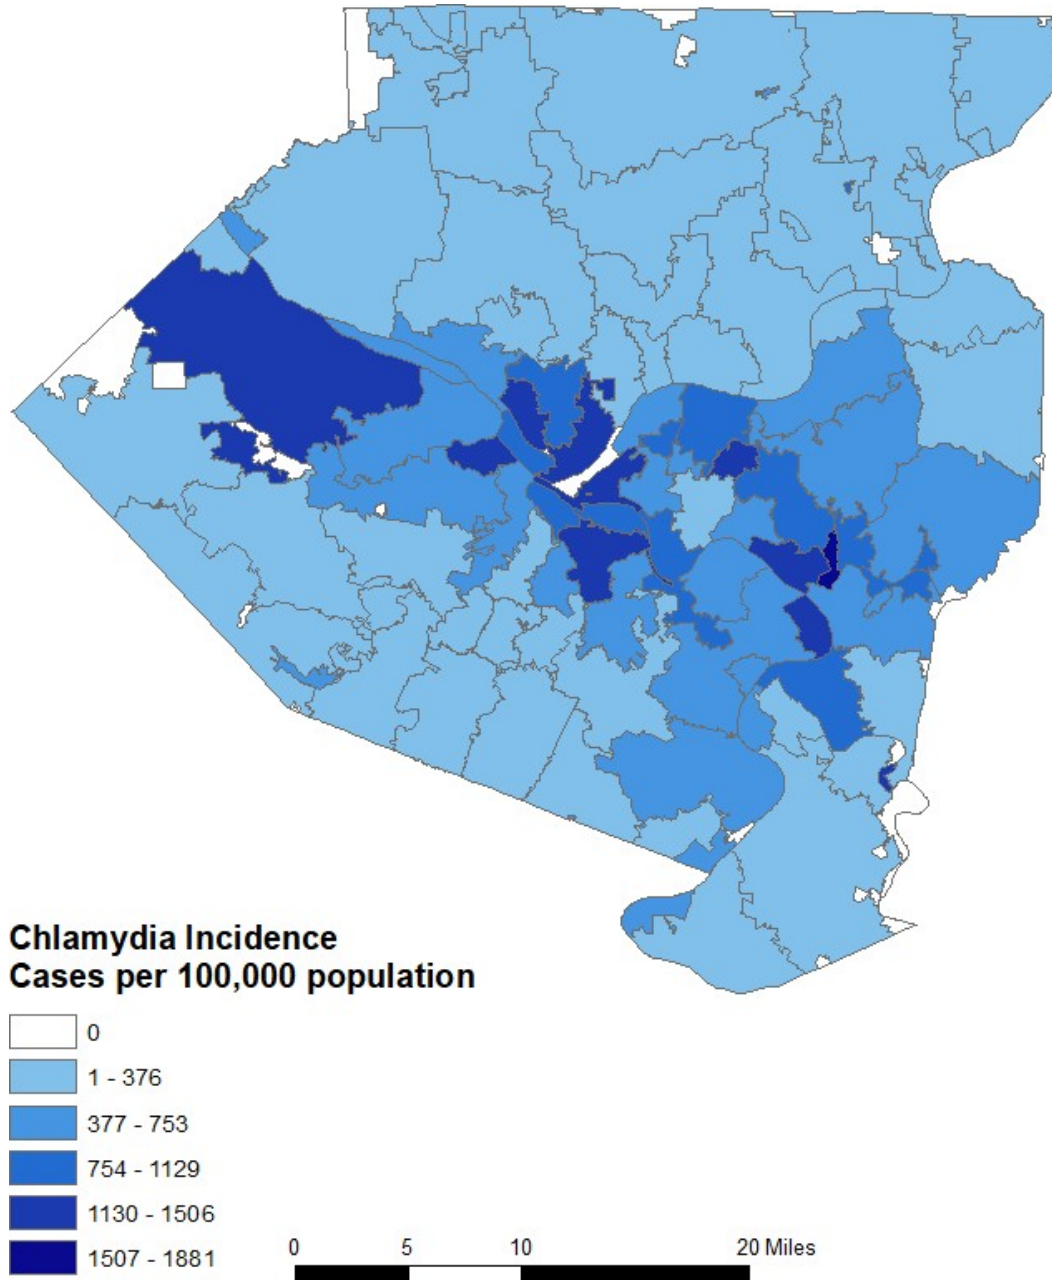 Chlamydia Incidence
Cases per 100,000 population
0
1 - 376
377 - 753
754 - 1129
1130 - 1506
1507 - 1881
0 5 10 20 Miles